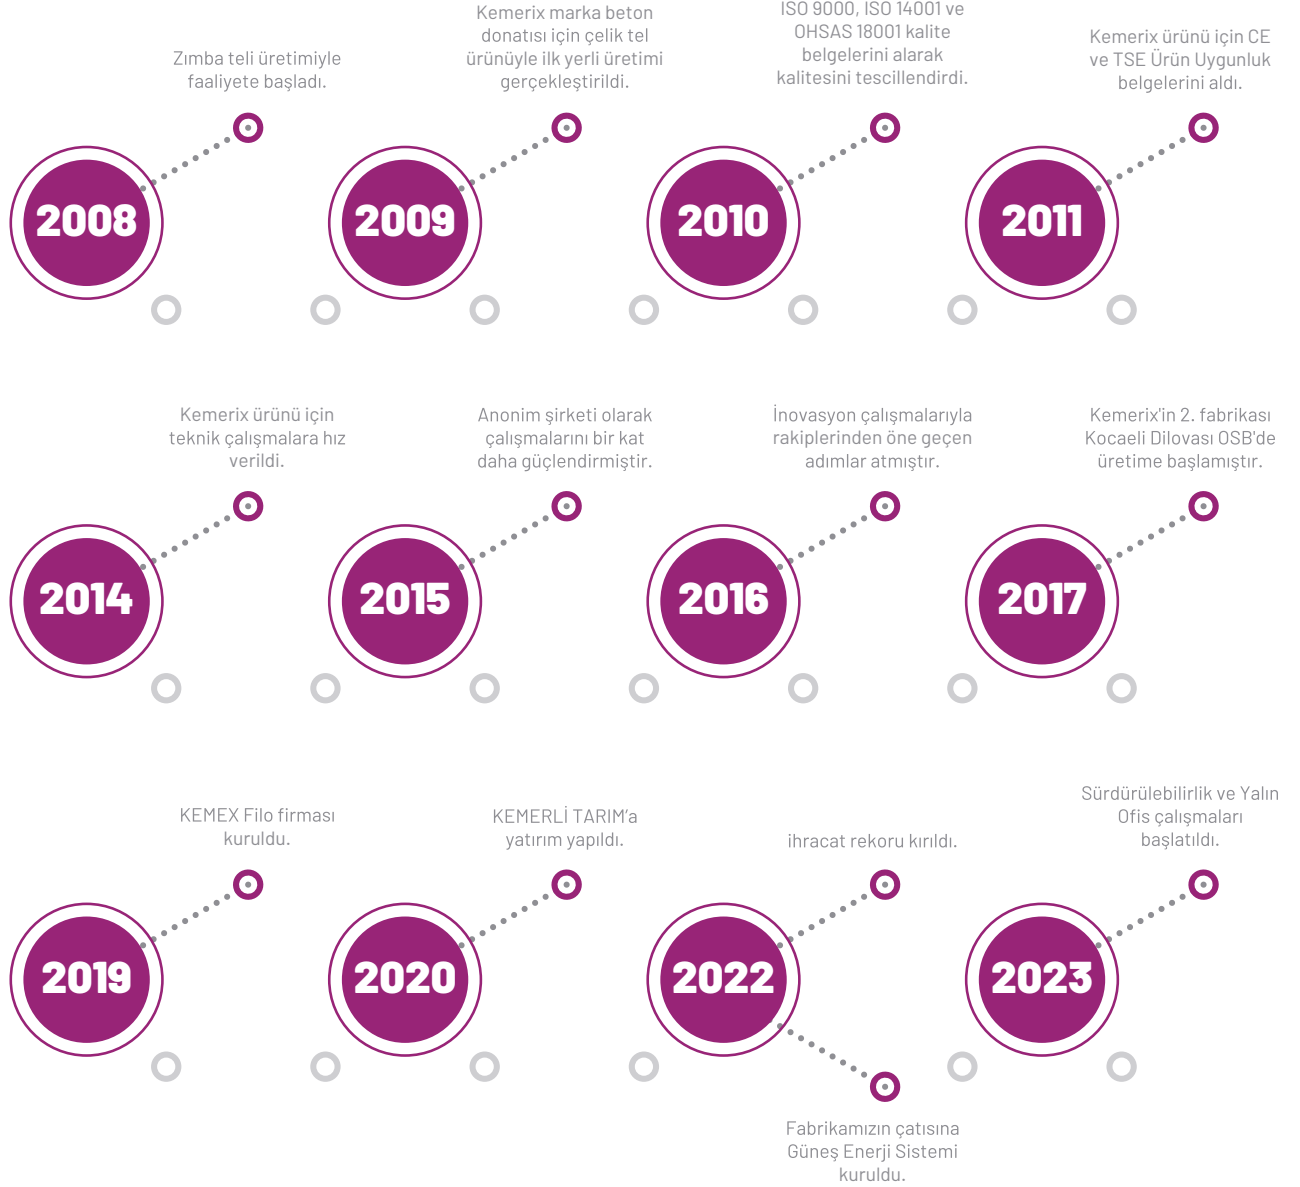 Zımba teli üretimiyle
faaliyete başladı.
2008
Kemerix marka beton
donatısı için çelik tel
ürünüyle ilk yerli üretimi
gerçekleştirildi.
2009
ISO 9000, ISO 14001 ve
OHSAS 18001 kalite
belgelerini alarak
kalitesini tescillendirdi.
2010
Kemerix ürünü için CE
ve TSE Ürün Uygunluk
belgelerini aldı.
2011
Kemerix ürünü için
teknik çalışmalara hız
verildi.
2014
Anonim şirketi olarak
çalışmalarını bir kat
daha güçlendirmiştir.
2015
İnovasyon çalışmalarıyla
rakiplerinden öne geçen
adımlar atmıştır.
2016
Kemerix'in 2. fabrikası
Kocaeli Dilovası OSB'de
üretime başlamıştır.
2017
KEMEX Filo firması
kuruldu.
2019
KEMERLİ TARIM’a
yatırım yapıldı.
2020
ihracat rekoru kırıldı.
2022
Fabrikamızın çatısına
Güneş Enerji Sistemi
kuruldu.
Sürdürülebilirlik ve Yalın
Ofis çalışmaları
başlatıldı.
2023